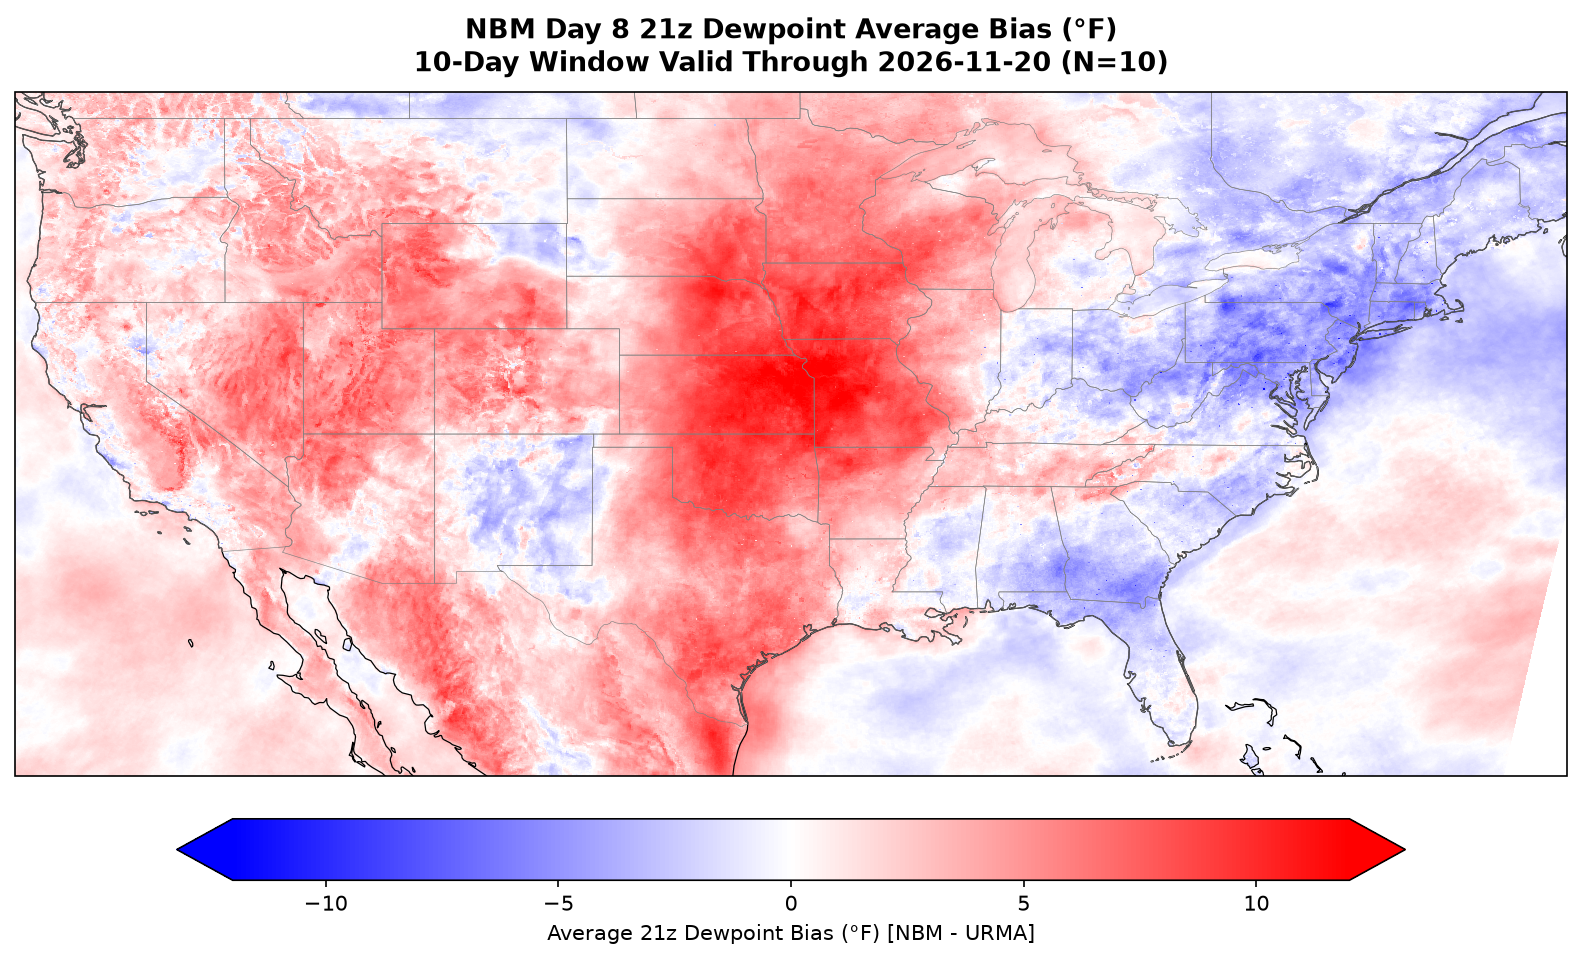 NBM Day 8 21z Dewpoint Average Bias (°F)
10-Day Window Valid Through 2026-11-20 (N=10)
−10 −5 0 5 10
Average 21z Dewpoint Bias (°F) [NBM - URMA]